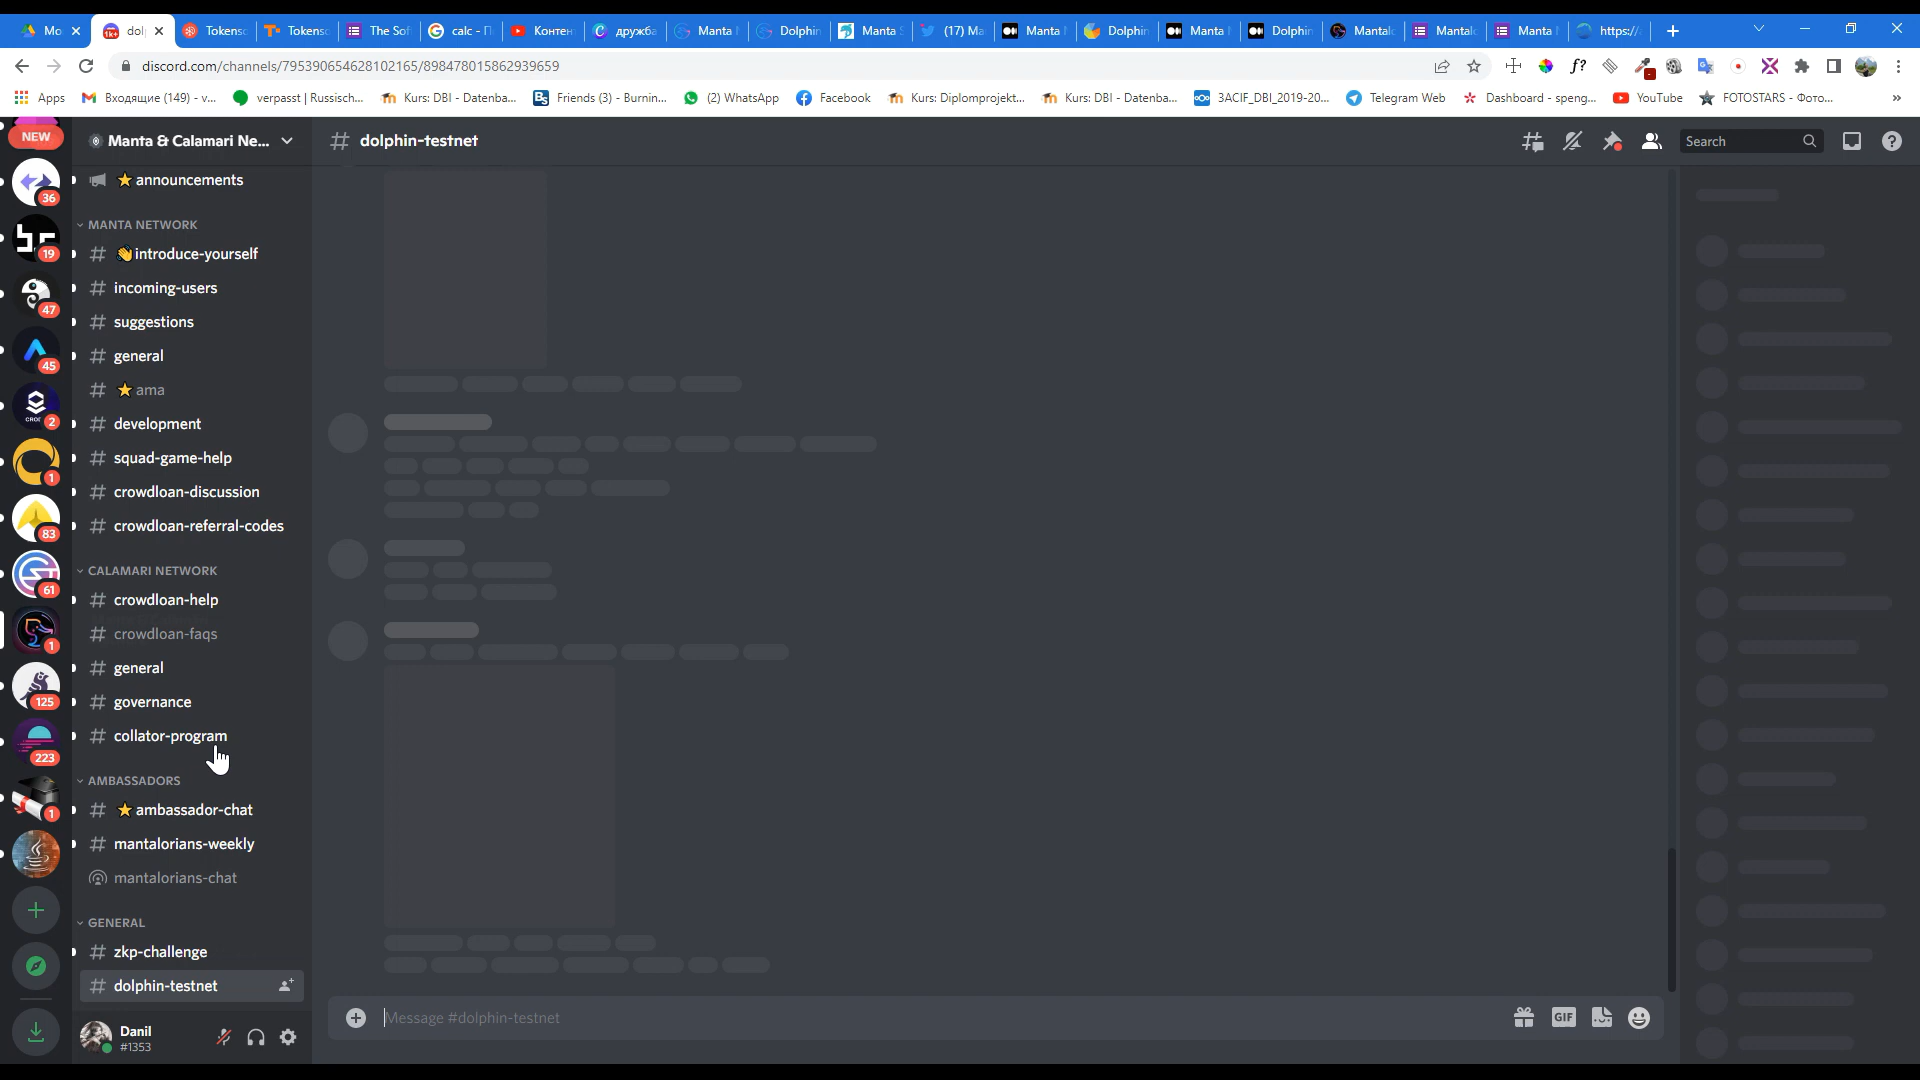 Mo
dol
Tokens
Tokens
The Sof
calc - П
Контен
дружба
Manta
Dolphin
Manta S
(17) Ma
Manta
Dolphin
Manta
Dolphin
Mantal
Mantal
Manta
https://
discord.com/channels/795390654628102165/898478015862939659
Apps
Входящие (149) - v...
verpasst | Russisch...
Kurs: DBI - Datenba...
Friends (3) - Burnin...
(2) WhatsApp
Facebook
Kurs: Diplomprojekt...
Kurs: DBI - Datenba...
3ACIF_DBI_2019-20...
Telegram Web
Dashboard - speng...
YouTube
FOTOSTARS - Фото...
NEW
36
19
47
45
2
1
83
61
1
125
223
1
Manta & Calamari Ne...
announcements
MANTA NETWORK
introduce-yourself
incoming-users
suggestions
general
ama
development
squad-game-help
crowdloan-discussion
crowdloan-referral-codes
CALAMARI NETWORK
crowdloan-help
crowdloan-faqs
general
governance
collator-program
AMBASSADORS
ambassador-chat
mantalorians-weekly
mantalorians-chat
GENERAL
zkp-challenge
dolphin-testnet
Danil
#1353
dolphin-testnet
Search
Message #dolphin-testnet
GIF